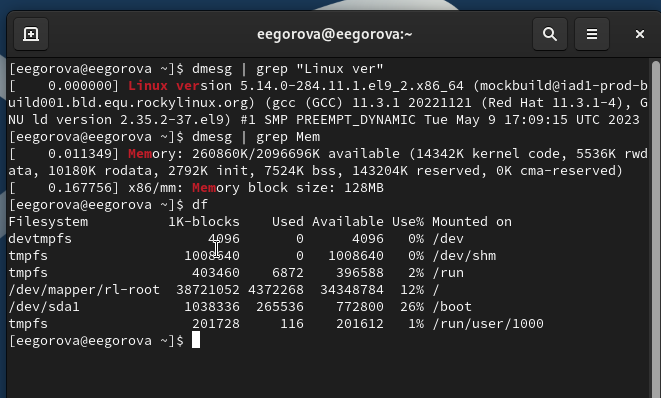 eegorova@eegorova:~
[eegorova@eegorova ~]$ dmesg | grep "Linux ver"
[    0.000000] Linux version 5.14.0-284.11.1.el9_2.x86_64 (mockbuild@iad1-prod-b
uild001.bld.equ.rockylinux.org) (gcc (GCC) 11.3.1 20221121 (Red Hat 11.3.1-4), G
NU ld version 2.35.2-37.el9) #1 SMP PREEMPT_DYNAMIC Tue May 9 17:09:15 UTC 2023
[eegorova@eegorova ~]$ dmesg | grep Mem
[    0.011349] Memory: 260860K/2096696K available (14342K kernel code, 5536K rwd
ata, 10180K rodata, 2792K init, 7524K bss, 143204K reserved, 0K cma-reserved)
[    0.167756] x86/mm: Memory block size: 128MB
[eegorova@eegorova ~]$ df
Filesystem          1K-blocks    Used Available Use% Mounted on
devtmpfs                 4096       0      4096   0% /dev
tmpfs                 1008640       0   1008640   0% /dev/shm
tmpfs                  403460    6872    396588   2% /run
/dev/mapper/rl-root  38721052 4372268  34348784  12% /
/dev/sda1             1038336  265536    772800  26% /boot
tmpfs                  201728     116    201612   1% /run/user/1000
[eegorova@eegorova ~]$